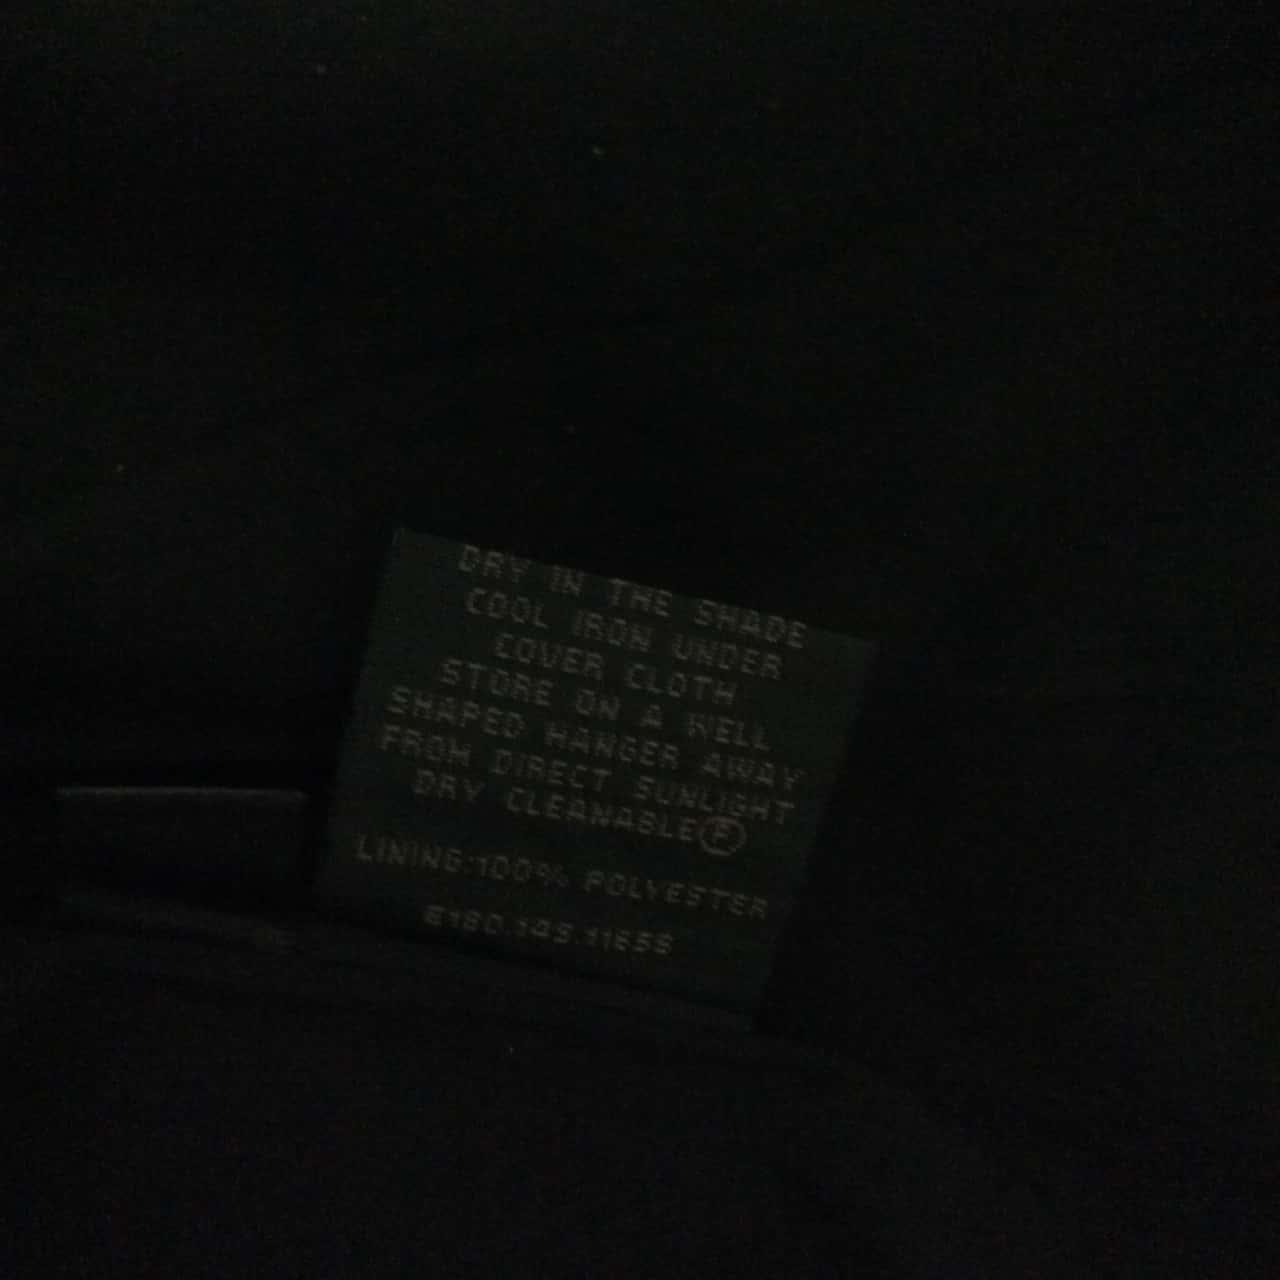 DRY IN THE SHADE
COOL IRON UNDER
COVER CLOTH
STORE ON A WELL
SHAPED HANGER AWAY
FROM DIRECT SUNLIGHT
DRY CLEANABLE Ⓟ
LINING:100% POLYESTER